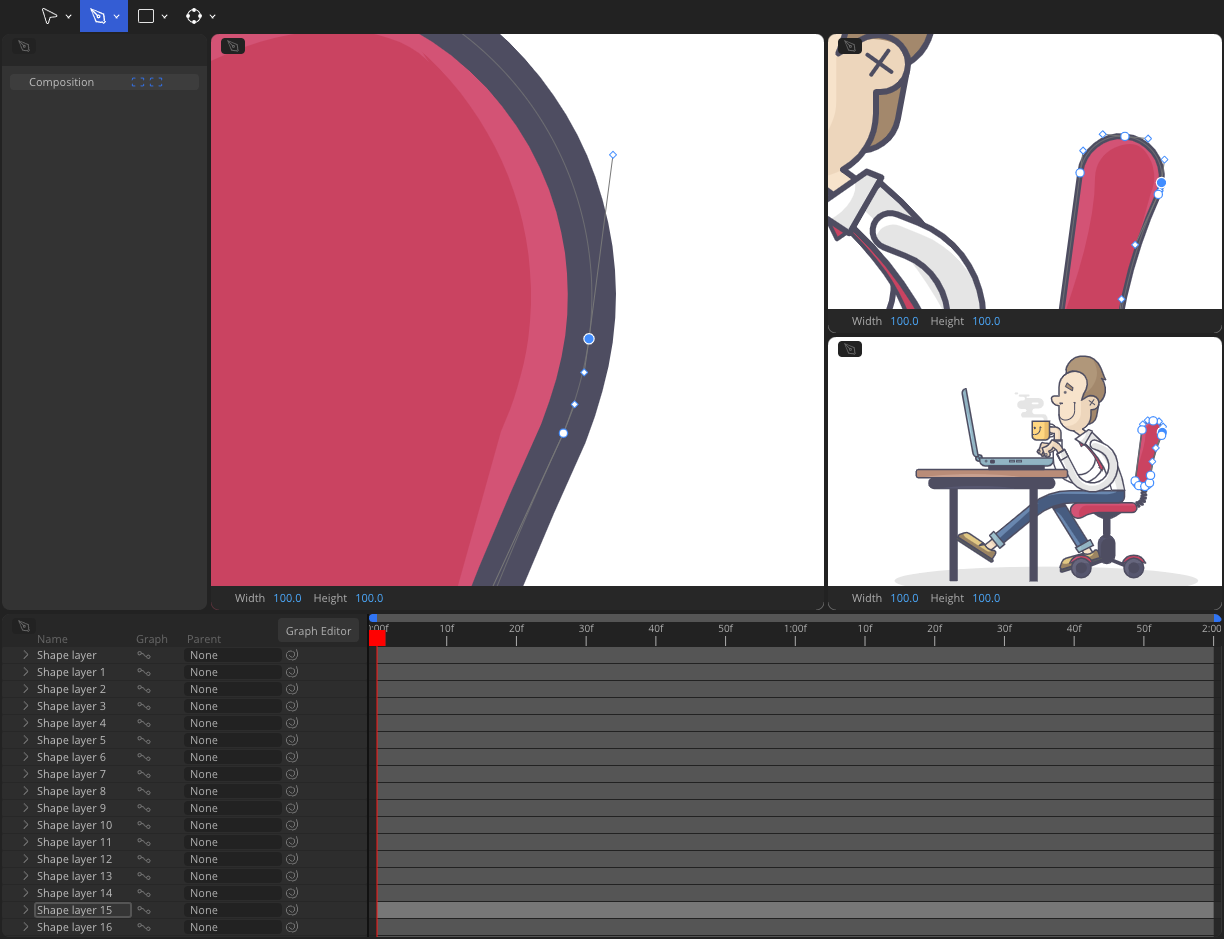 Composition
Width 100.0 Height 100.0
Width 100.0 Height 100.0
Width 100.0 Height 100.0
Name Graph Parent Graph Editor
10f 20f 30f 40f 50f 1:00f 10f 20f 30f 40f 50f 2:00
Shape layer None
Shape layer 1 None
Shape layer 2 None
Shape layer 3 None
Shape layer 4 None
Shape layer 5 None
Shape layer 6 None
Shape layer 7 None
Shape layer 8 None
Shape layer 9 None
Shape layer 10 None
Shape layer 11 None
Shape layer 12 None
Shape layer 13 None
Shape layer 14 None
Shape layer 15 None
Shape layer 16 None